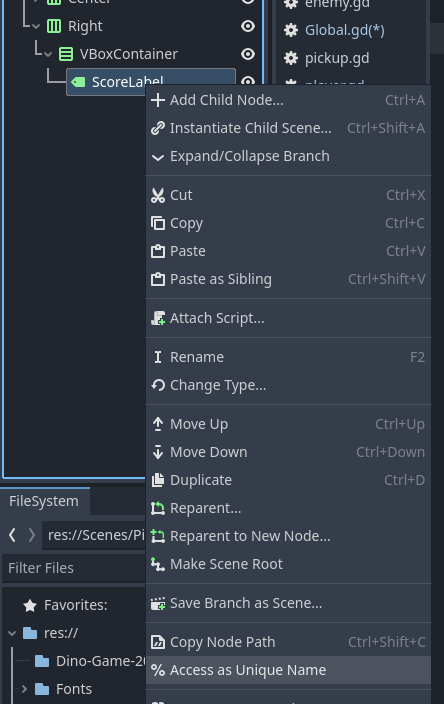 enemy.gd
Right
Global.gd(*)
VBoxContainer
pickup.gd
ScoreLabel
Add Child Node... Ctrl+A
Instantiate Child Scene... Ctrl+Shift+A
Expand/Collapse Branch
Cut Ctrl+X
Copy Ctrl+C
Paste Ctrl+V
Paste as Sibling Ctrl+Shift+V
Attach Script...
Rename F2
Change Type...
Move Up Ctrl+Up
Move Down Ctrl+Down
Duplicate Ctrl+D
Reparent...
Reparent to New Node...
Make Scene Root
Save Branch as Scene...
Copy Node Path Ctrl+Shift+C
% Access as Unique Name
FileSystem
res://Scenes/Pi
Filter Files
Favorites:
res://
Dino-Game-20
Fonts